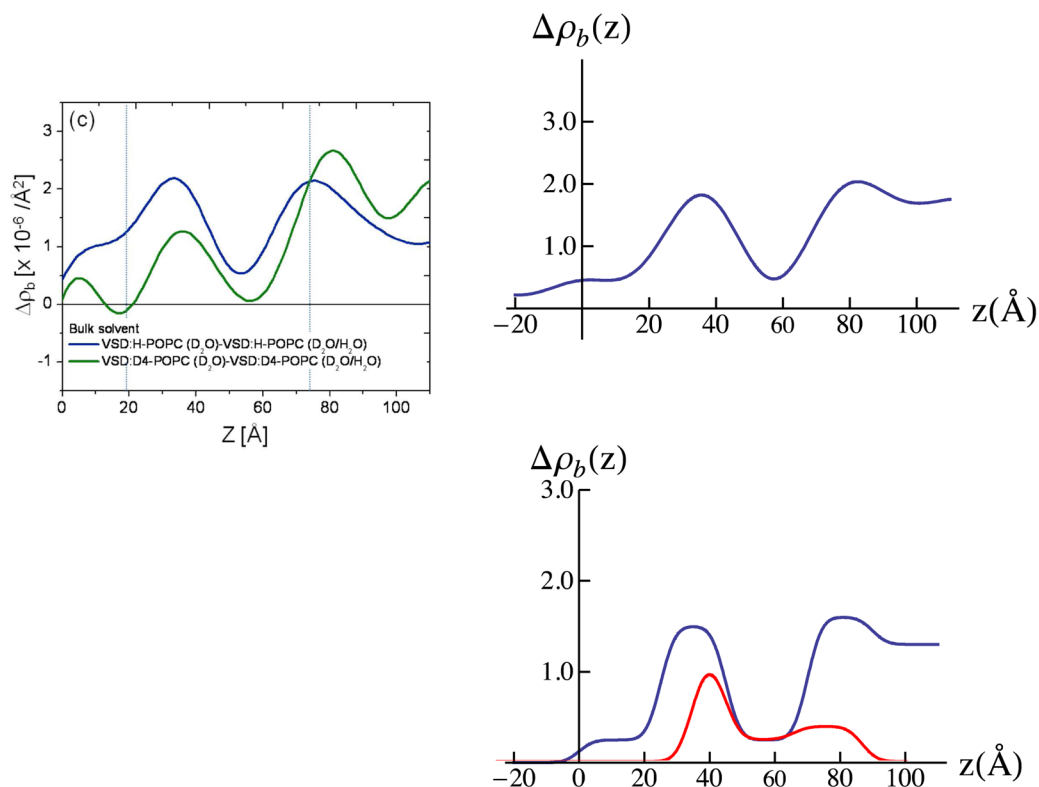 (c)
3
2
1
0
-1
Δρb [x 10⁻⁶ /Å²]
Bulk solvent
VSD:H-POPC (D₂O)-VSD:H-POPC (D₂O/H₂O)
VSD:D4-POPC (D₂O)-VSD:D4-POPC (D₂O/H₂O)
0 20 40 60 80 100
Z [Å]
Δρb(z)
3.0
2.0
1.0
−20 20 40 60 80 100 z(Å)
Δρb(z)
3.0
2.0
1.0
−20 0 20 40 60 80 100 z(Å)